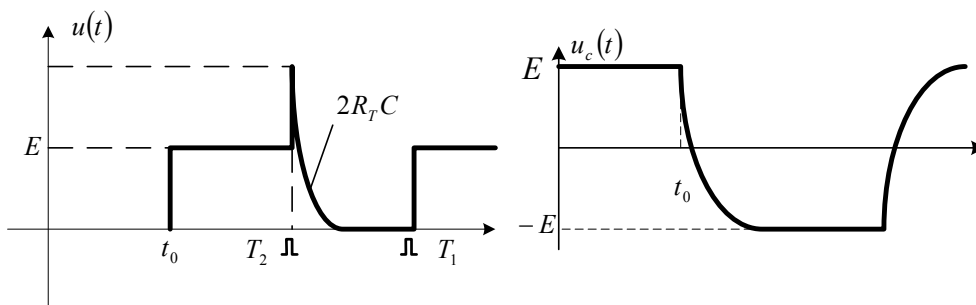 u(t)
2R_T C
E
t_0 T_2 T_1
u_c(t)
E
t_0
−E